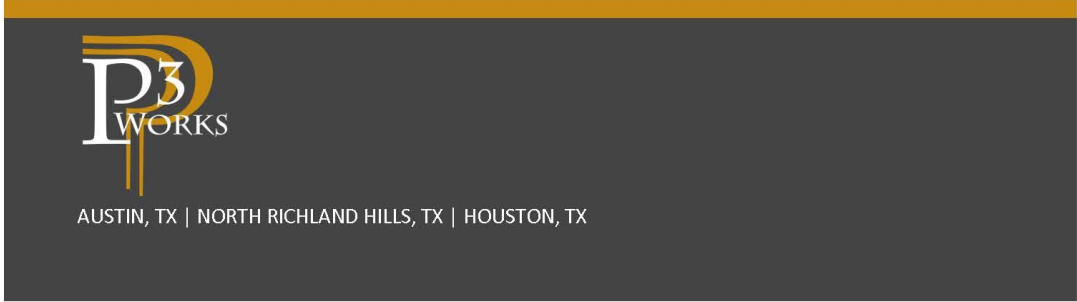 P3
WORKS
AUSTIN, TX | NORTH RICHLAND HILLS, TX | HOUSTON, TX